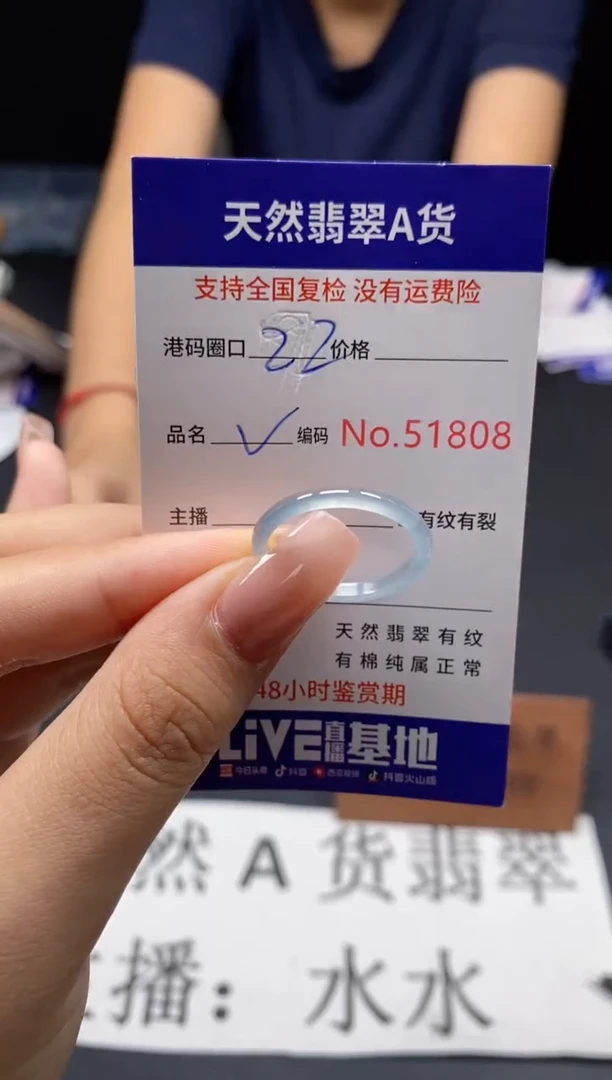 天然翡翠A货
支持全国复检 没有运费险
港码圈口 22 价格
品名 ✓ 编码 No.51808
主播 有纹有裂
天然翡翠有纹
有棉纯属正常
48小时鉴赏期
LiVE直播基地
今日头条 抖音 西瓜视频 抖音火山版
然A货翡翠
播：水水